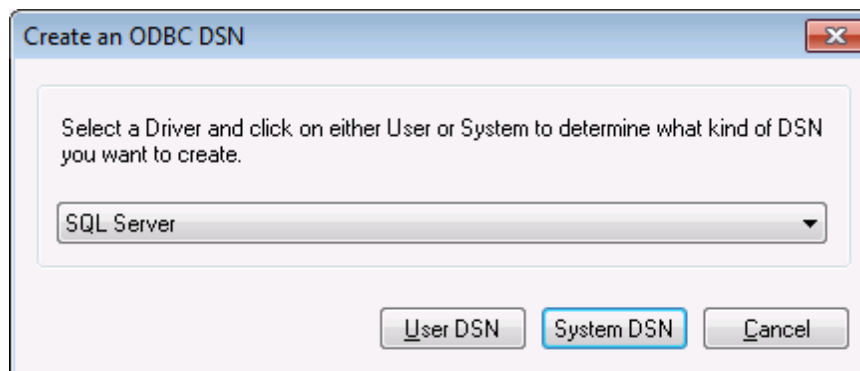 Create an ODBC DSN
Select a Driver and click on either User or System to determine what kind of DSN
you want to create.
SQL Server
User DSN System DSN Cancel